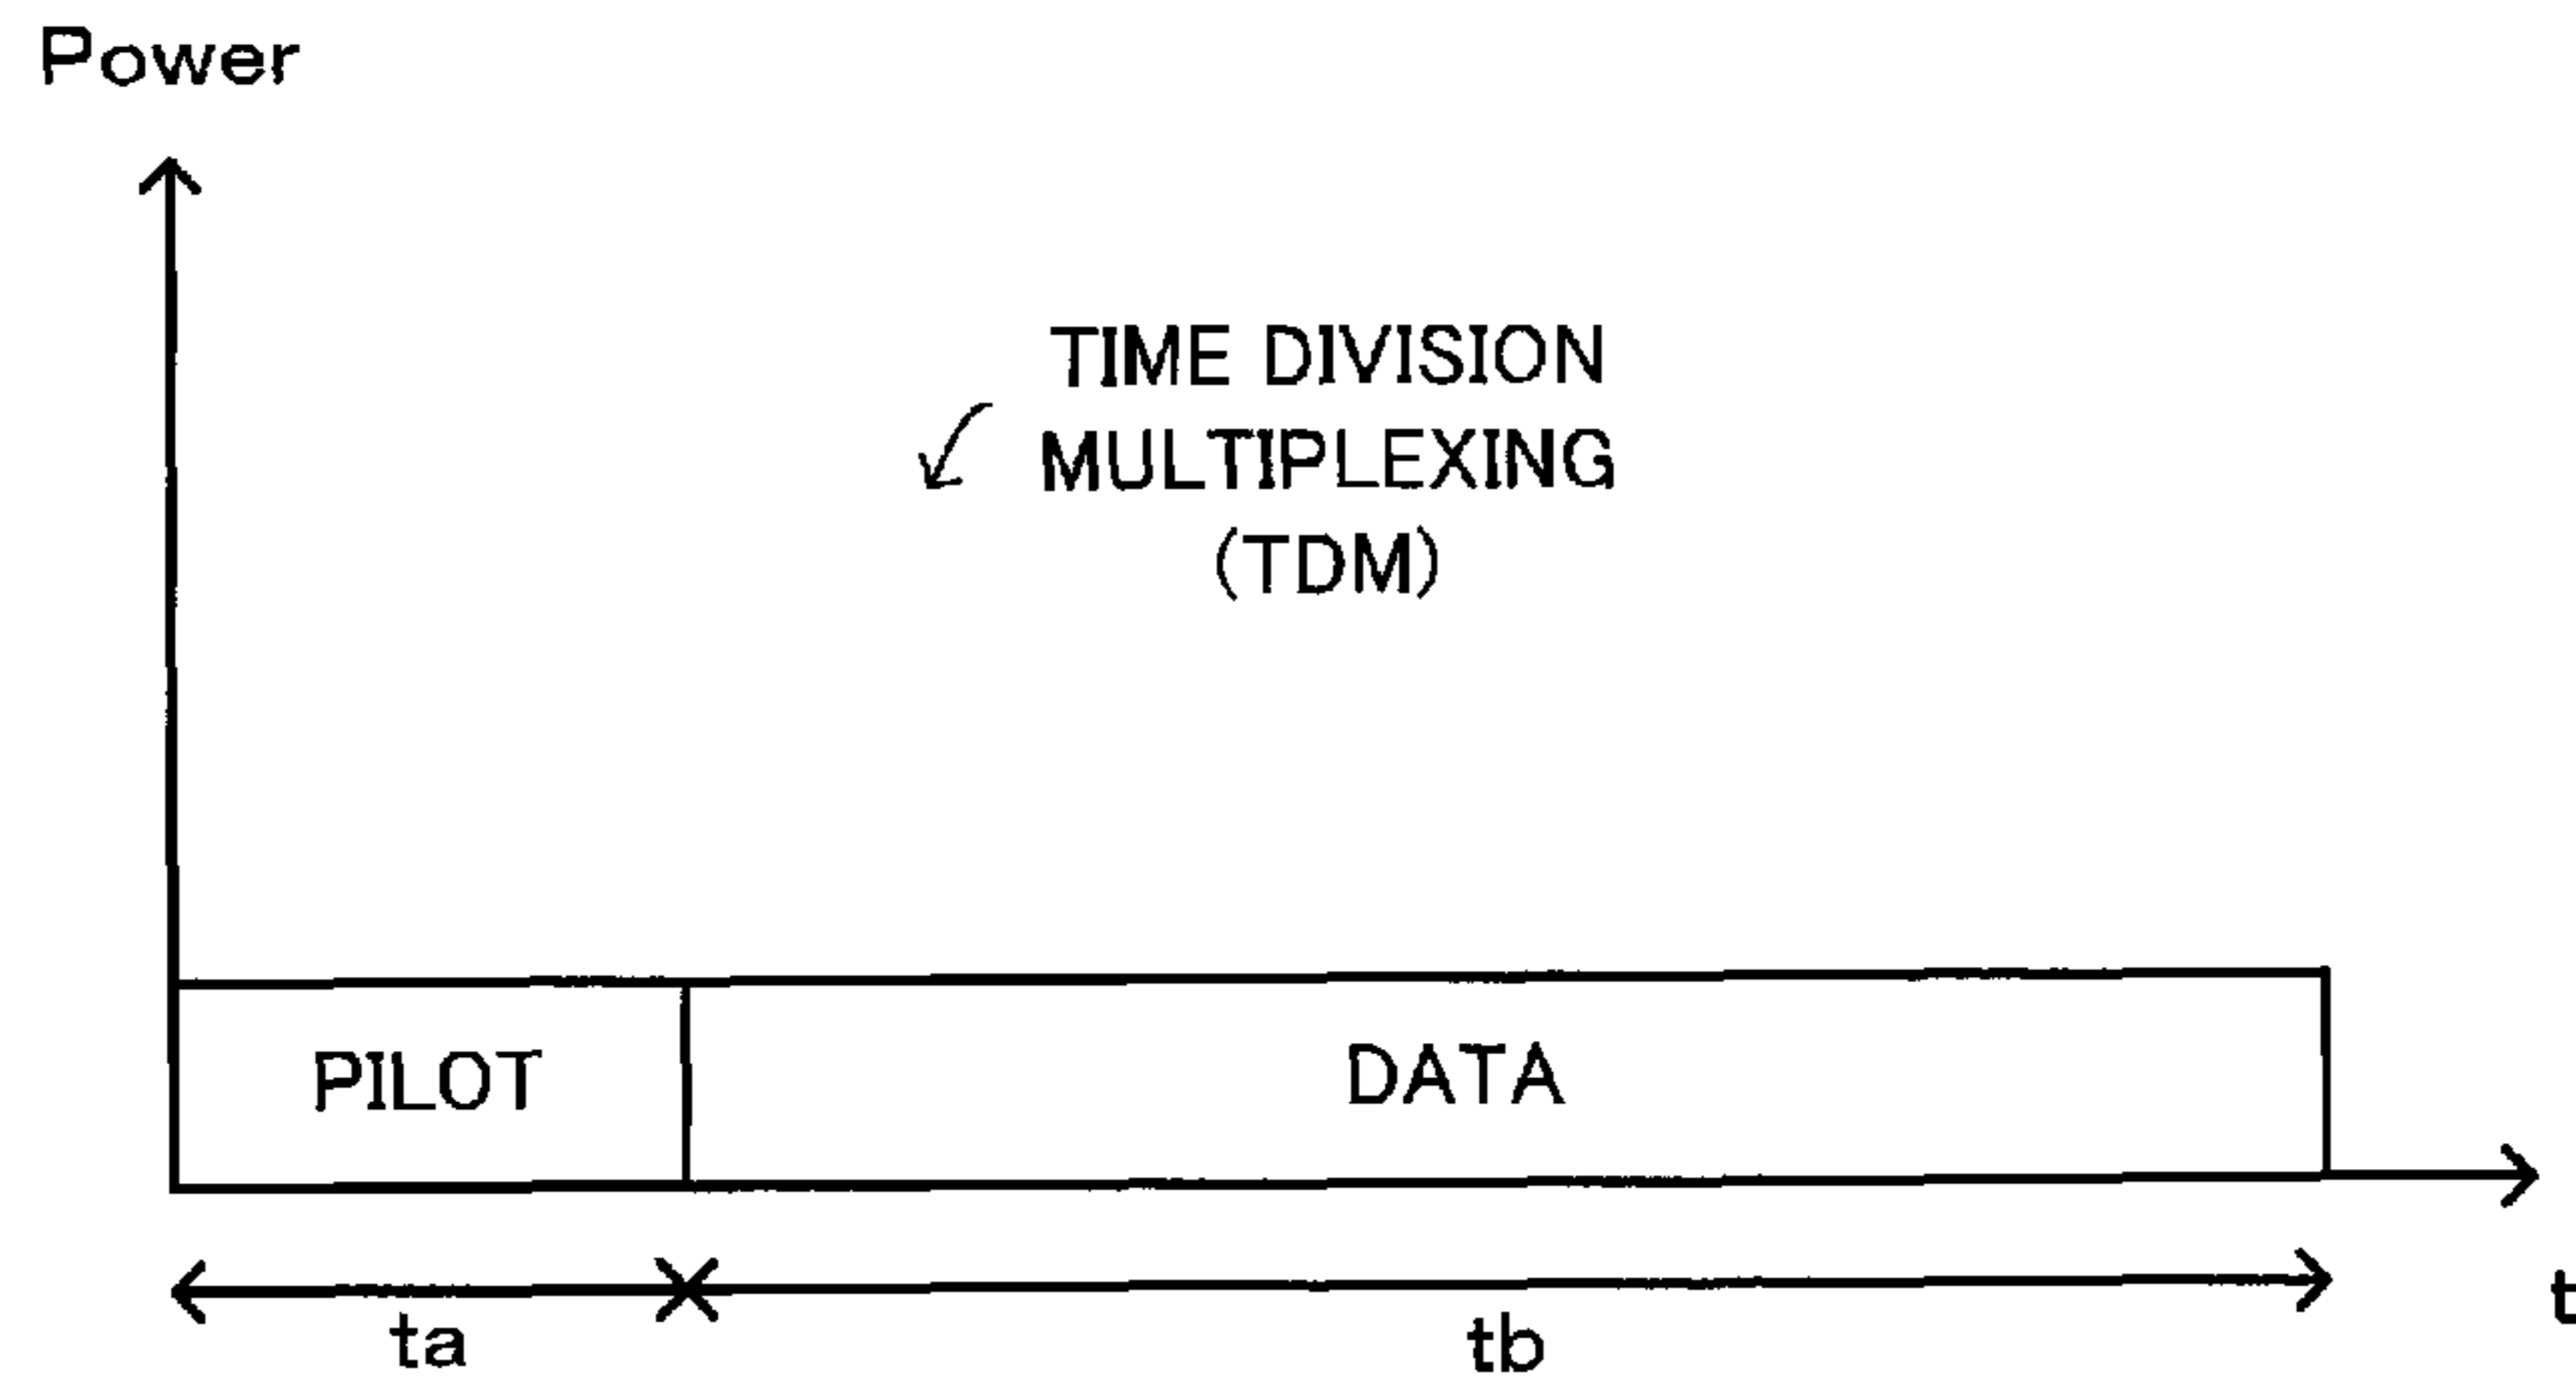 Power
TIME DIVISION
MULTIPLEXING
(TDM)
PILOT
DATA
ta
tb
t